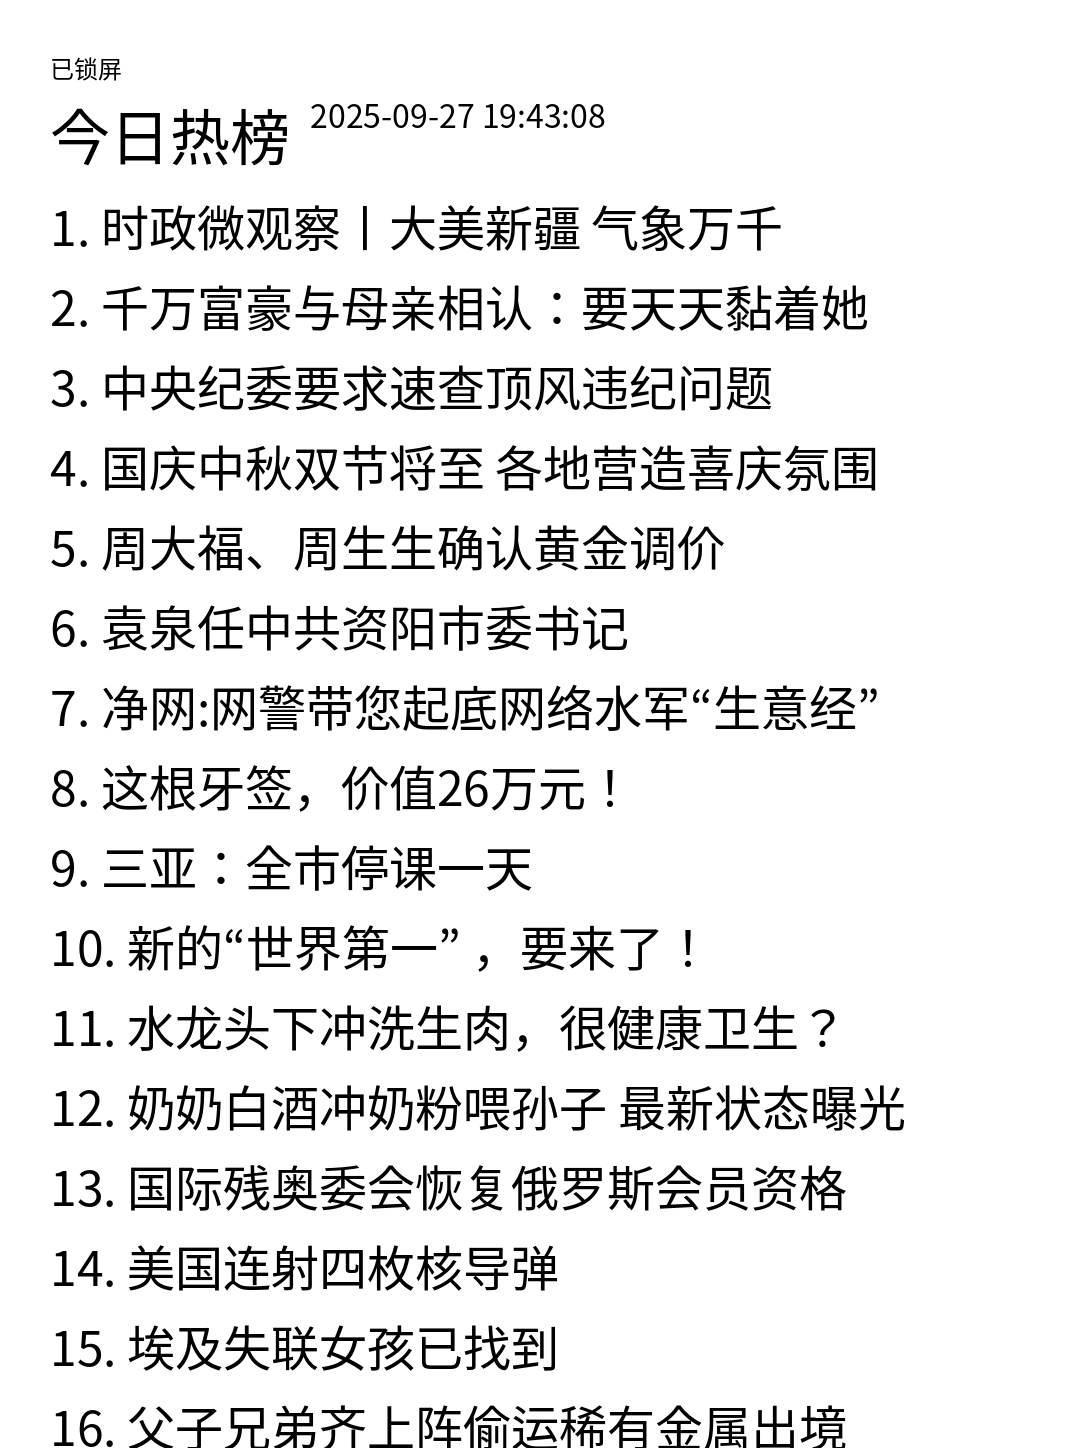 已锁屏
今日热榜 2025-09-27 19:43:08
1. 时政微观察丨大美新疆 气象万千
2. 千万富豪与母亲相认：要天天黏着她
3. 中央纪委要求速查顶风违纪问题
4. 国庆中秋双节将至 各地营造喜庆氛围
5. 周大福、周生生确认黄金调价
6. 袁泉任中共资阳市委书记
7. 净网:网警带您起底网络水军“生意经”
8. 这根牙签，价值26万元！
9. 三亚：全市停课一天
10. 新的“世界第一” ，要来了！
11. 水龙头下冲洗生肉，很健康卫生？
12. 奶奶白酒冲奶粉喂孙子 最新状态曝光
13. 国际残奥委会恢复俄罗斯会员资格
14. 美国连射四枚核导弹
15. 埃及失联女孩已找到
16. 父子兄弟齐上阵偷运稀有金属出境